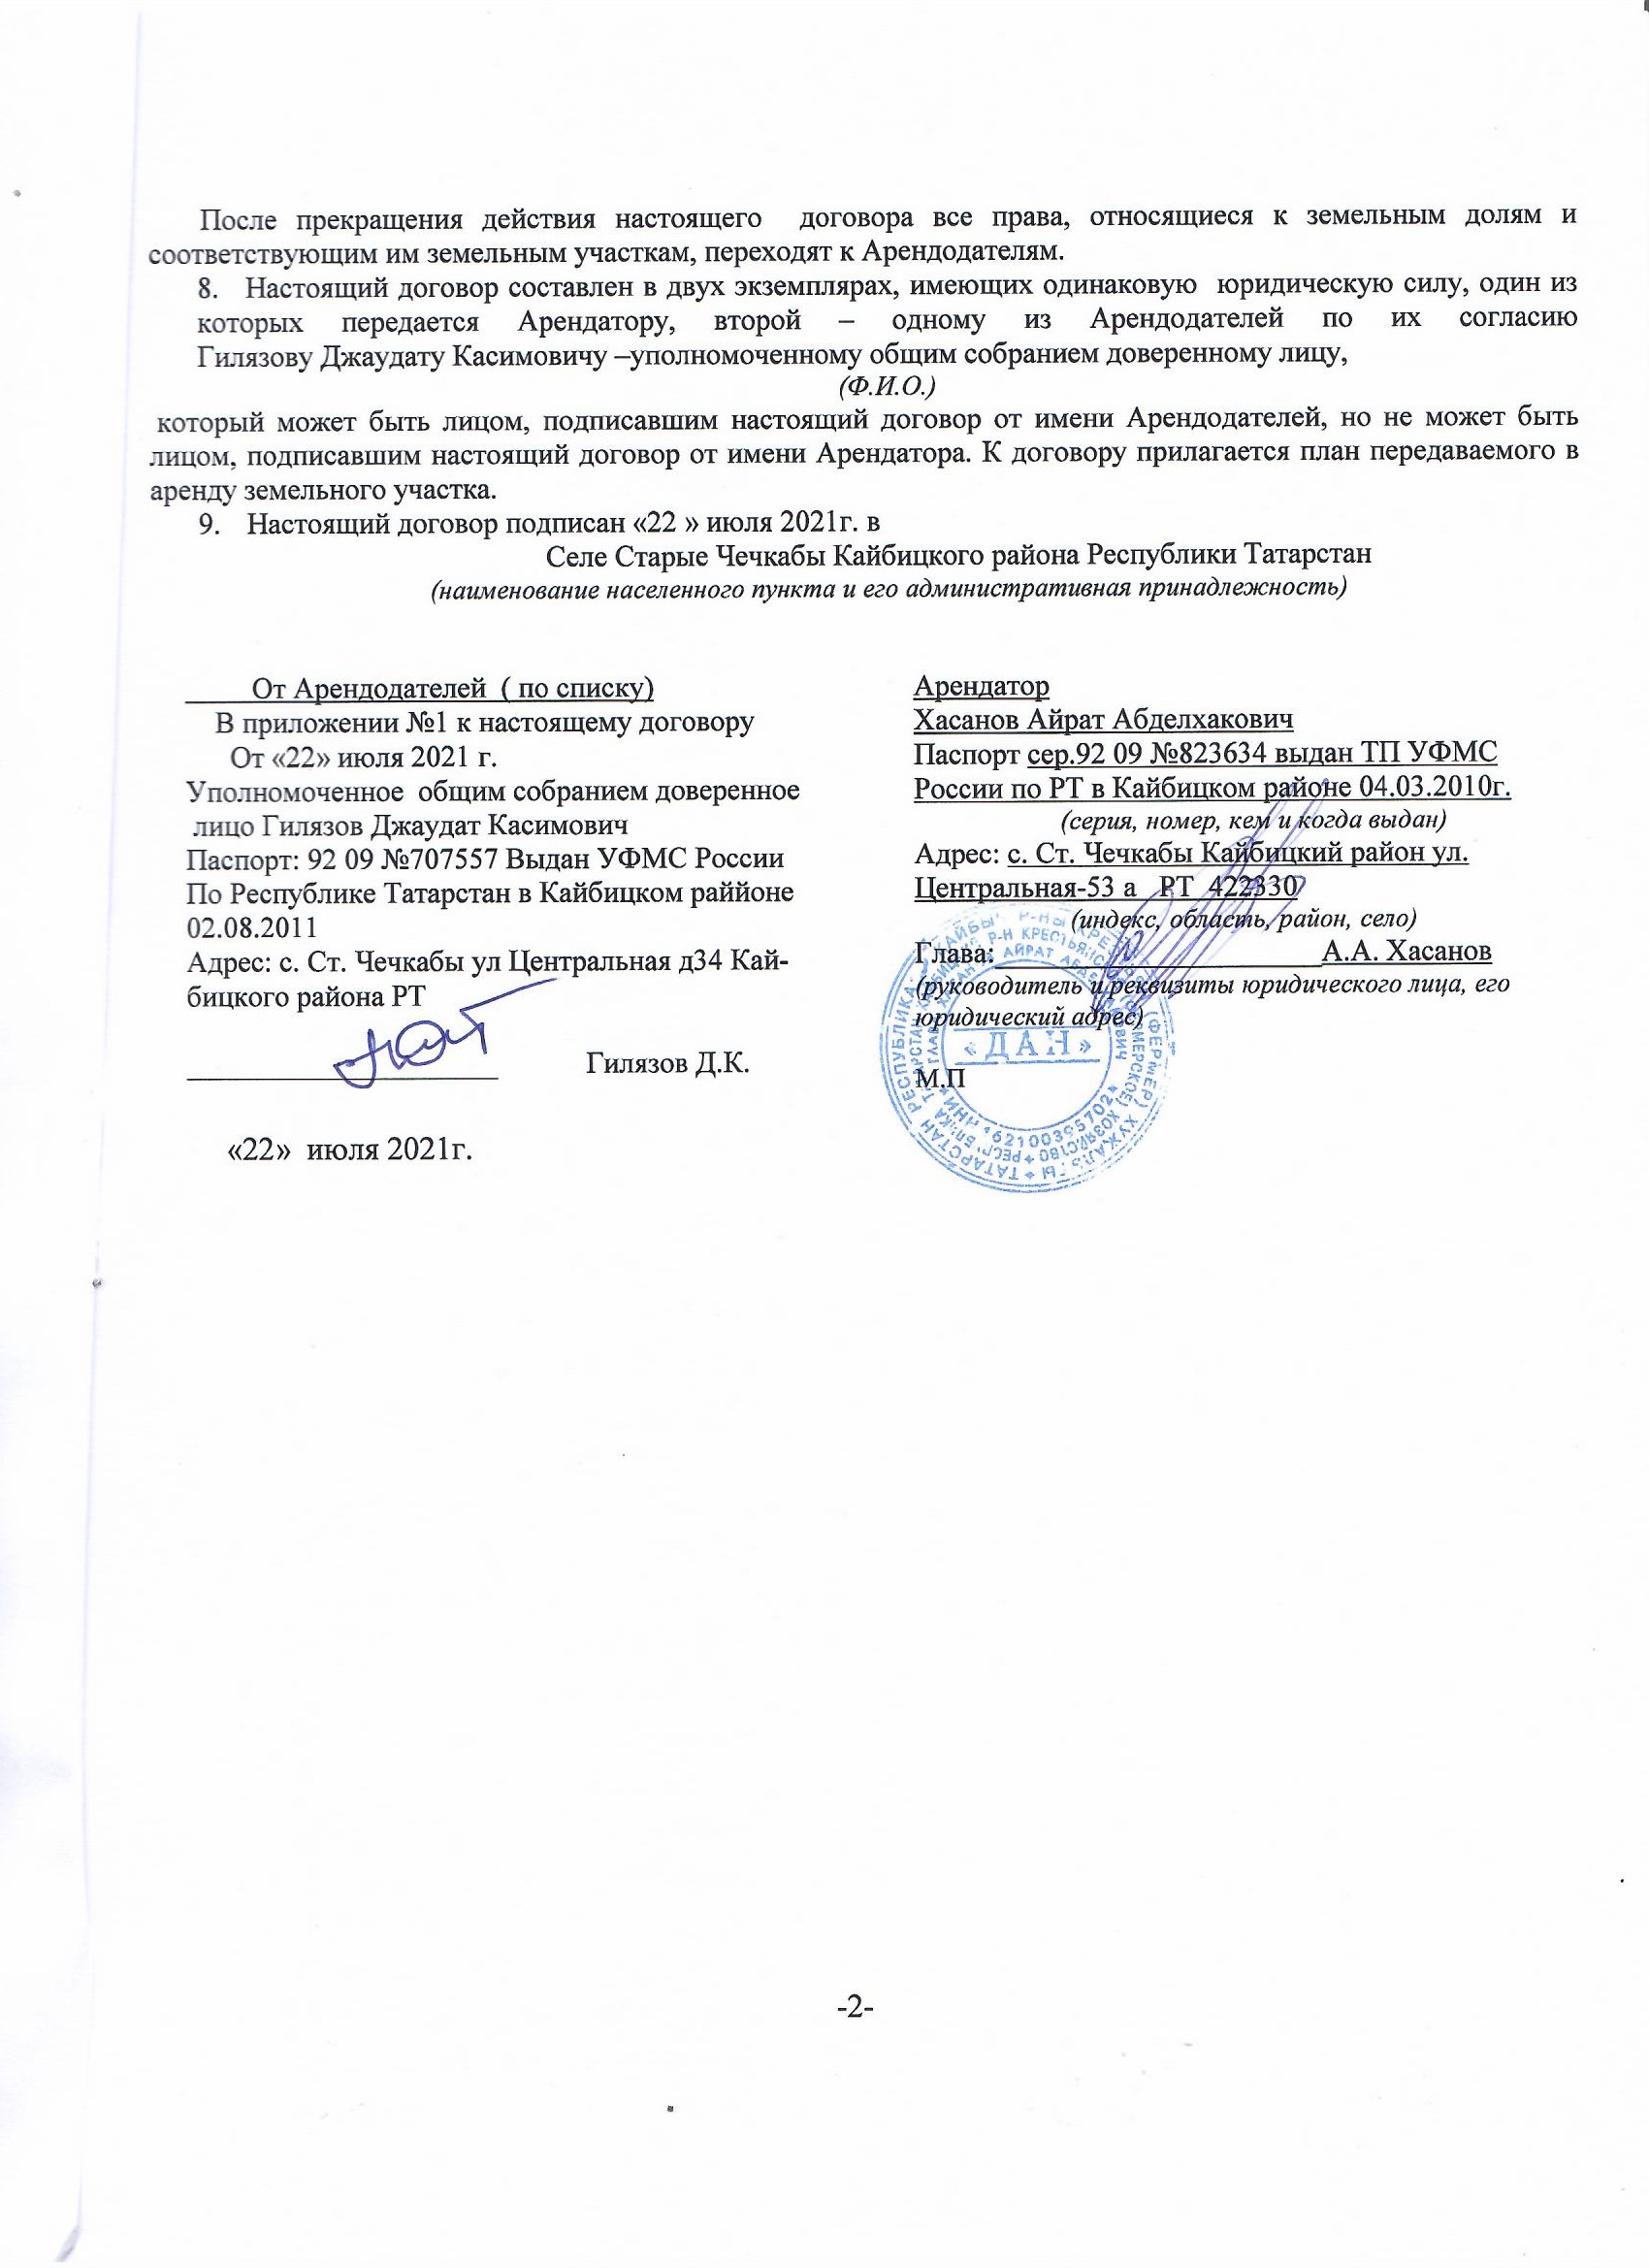 После прекращения действия настоящего договора все права, относящиеся к земельным долям и
соответствующим им земельным участкам, переходят к Арендодателям.
8. Настоящий договор составлен в двух экземплярах, имеющих одинаковую юридическую силу, один из
которых передается Арендатору, второй – одному из Арендодателей по их согласию
Гилязову Джаудату Касимовичу –уполномоченному общим собранием доверенному лицу,
(Ф.И.О.)
который может быть лицом, подписавшим настоящий договор от имени Арендодателей, но не может быть
лицом, подписавшим настоящий договор от имени Арендатора. К договору прилагается план передаваемого в
аренду земельного участка.
9. Настоящий договор подписан «22 » июля 2021г. в
Селе Старые Чечкабы Кайбицкого района Республики Татарстан
(наименование населенного пункта и его административная принадлежность)
От Арендодателей ( по списку)
В приложении №1 к настоящему договору
От «22» июля 2021 г.
Уполномоченное общим собранием доверенное
лицо Гилязов Джаудат Касимович
Паспорт: 92 09 №707557 Выдан УФМС России
По Республике Татарстан в Кайбицком раййоне
02.08.2011
Адрес: с. Ст. Чечкабы ул Центральная д34 Кай-
бицкого района РТ
Гилязов Д.К.
«22» июля 2021г.
Арендатор
Хасанов Айрат Абделхакович
Паспорт сер.92 09 №823634 выдан ТП УФМС
России по РТ в Кайбицком районе 04.03.2010г.
(серия, номер, кем и когда выдан)
Адрес: с. Ст. Чечкабы Кайбицкий район ул.
Центральная-53 а РТ 422330
(индекс, область, район, село)
Глава: А.А. Хасанов
(руководитель и реквизиты юридического лица, его
юридический адрес)
«ДАН»
М.П
-2-